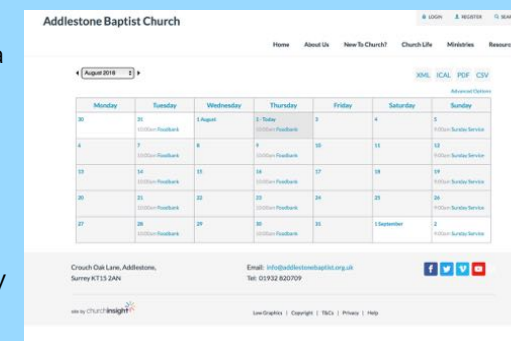 Addlestone Baptist Church
LOGIN REGISTER SEAR
Home About Us New To Church? Church Life Ministries Resourc
a
August 2018
XML ICAL PDF CSV
Advanced Options
Monday Tuesday Wednesday Thursday Friday Saturday Sunday
30 31 1 August 2 - Today 3 4 5
10:00am Foodbank 10:00am Foodbank 9:00am Sunday Service
6 7 8 9 10 11 12
10:00am Foodbank 10:00am Foodbank 9:00am Sunday Service
13 14 15 16 17 18 19
10:00am Foodbank 10:00am Foodbank 9:00am Sunday Service
20 21 22 23 24 25 26
10:00am Foodbank 10:00am Foodbank 9:00am Sunday Service
27 28 29 30 31 1 September 2
10:00am Foodbank 10:00am Foodbank 9:00am Sunday Service
y
Crouch Oak Lane, Addlestone, Email: info@addlestonebaptist.org.uk
Surrey KT15 2AN Tel: 01932 820709
site by churchinsight Low Graphics | Copyright | T&Cs | Privacy | Help